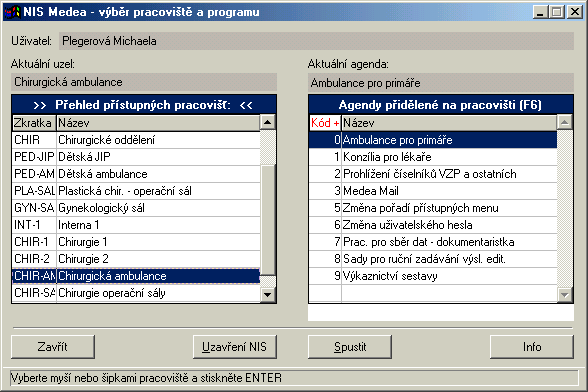 NIS Medea - výběr pracoviště a programu
Uživatel: Plegerová Michaela
Aktuální uzel:
Chirurgická ambulance
>> Přehled přístupných pracovišť: <<
Zkratka Název
CHIR Chirurgické oddělení
PED-JIP Dětská JIP
PED-AM Dětská ambulance
PLA-SAL Plastická chir. - operační sál
GYN-SA Gynekologický sál
INT-1 Interna 1
CHIR-1 Chirurgie 1
CHIR-2 Chirurgie 2
CHIR-AM Chirurgická ambulance
CHIR-SA Chirurgie operační sály
Aktuální agenda:
Ambulance pro primáře
Agendy přidělené na pracovišti (F6)
Kód + Název
0 Ambulance pro primáře
1 Konzília pro lékaře
2 Prohlížení číselníků VZP a ostatních
3 Medea Mail
5 Změna pořadí přístupných menu
6 Změna uživatelského hesla
7 Prac. pro sběr dat - dokumentaristka
8 Sady pro ruční zadávání výsl. edit.
9 Výkaznictví sestavy
Zavřít Uzavření NIS Spustit Info
Vyberte myší nebo šipkami pracoviště a stiskněte ENTER